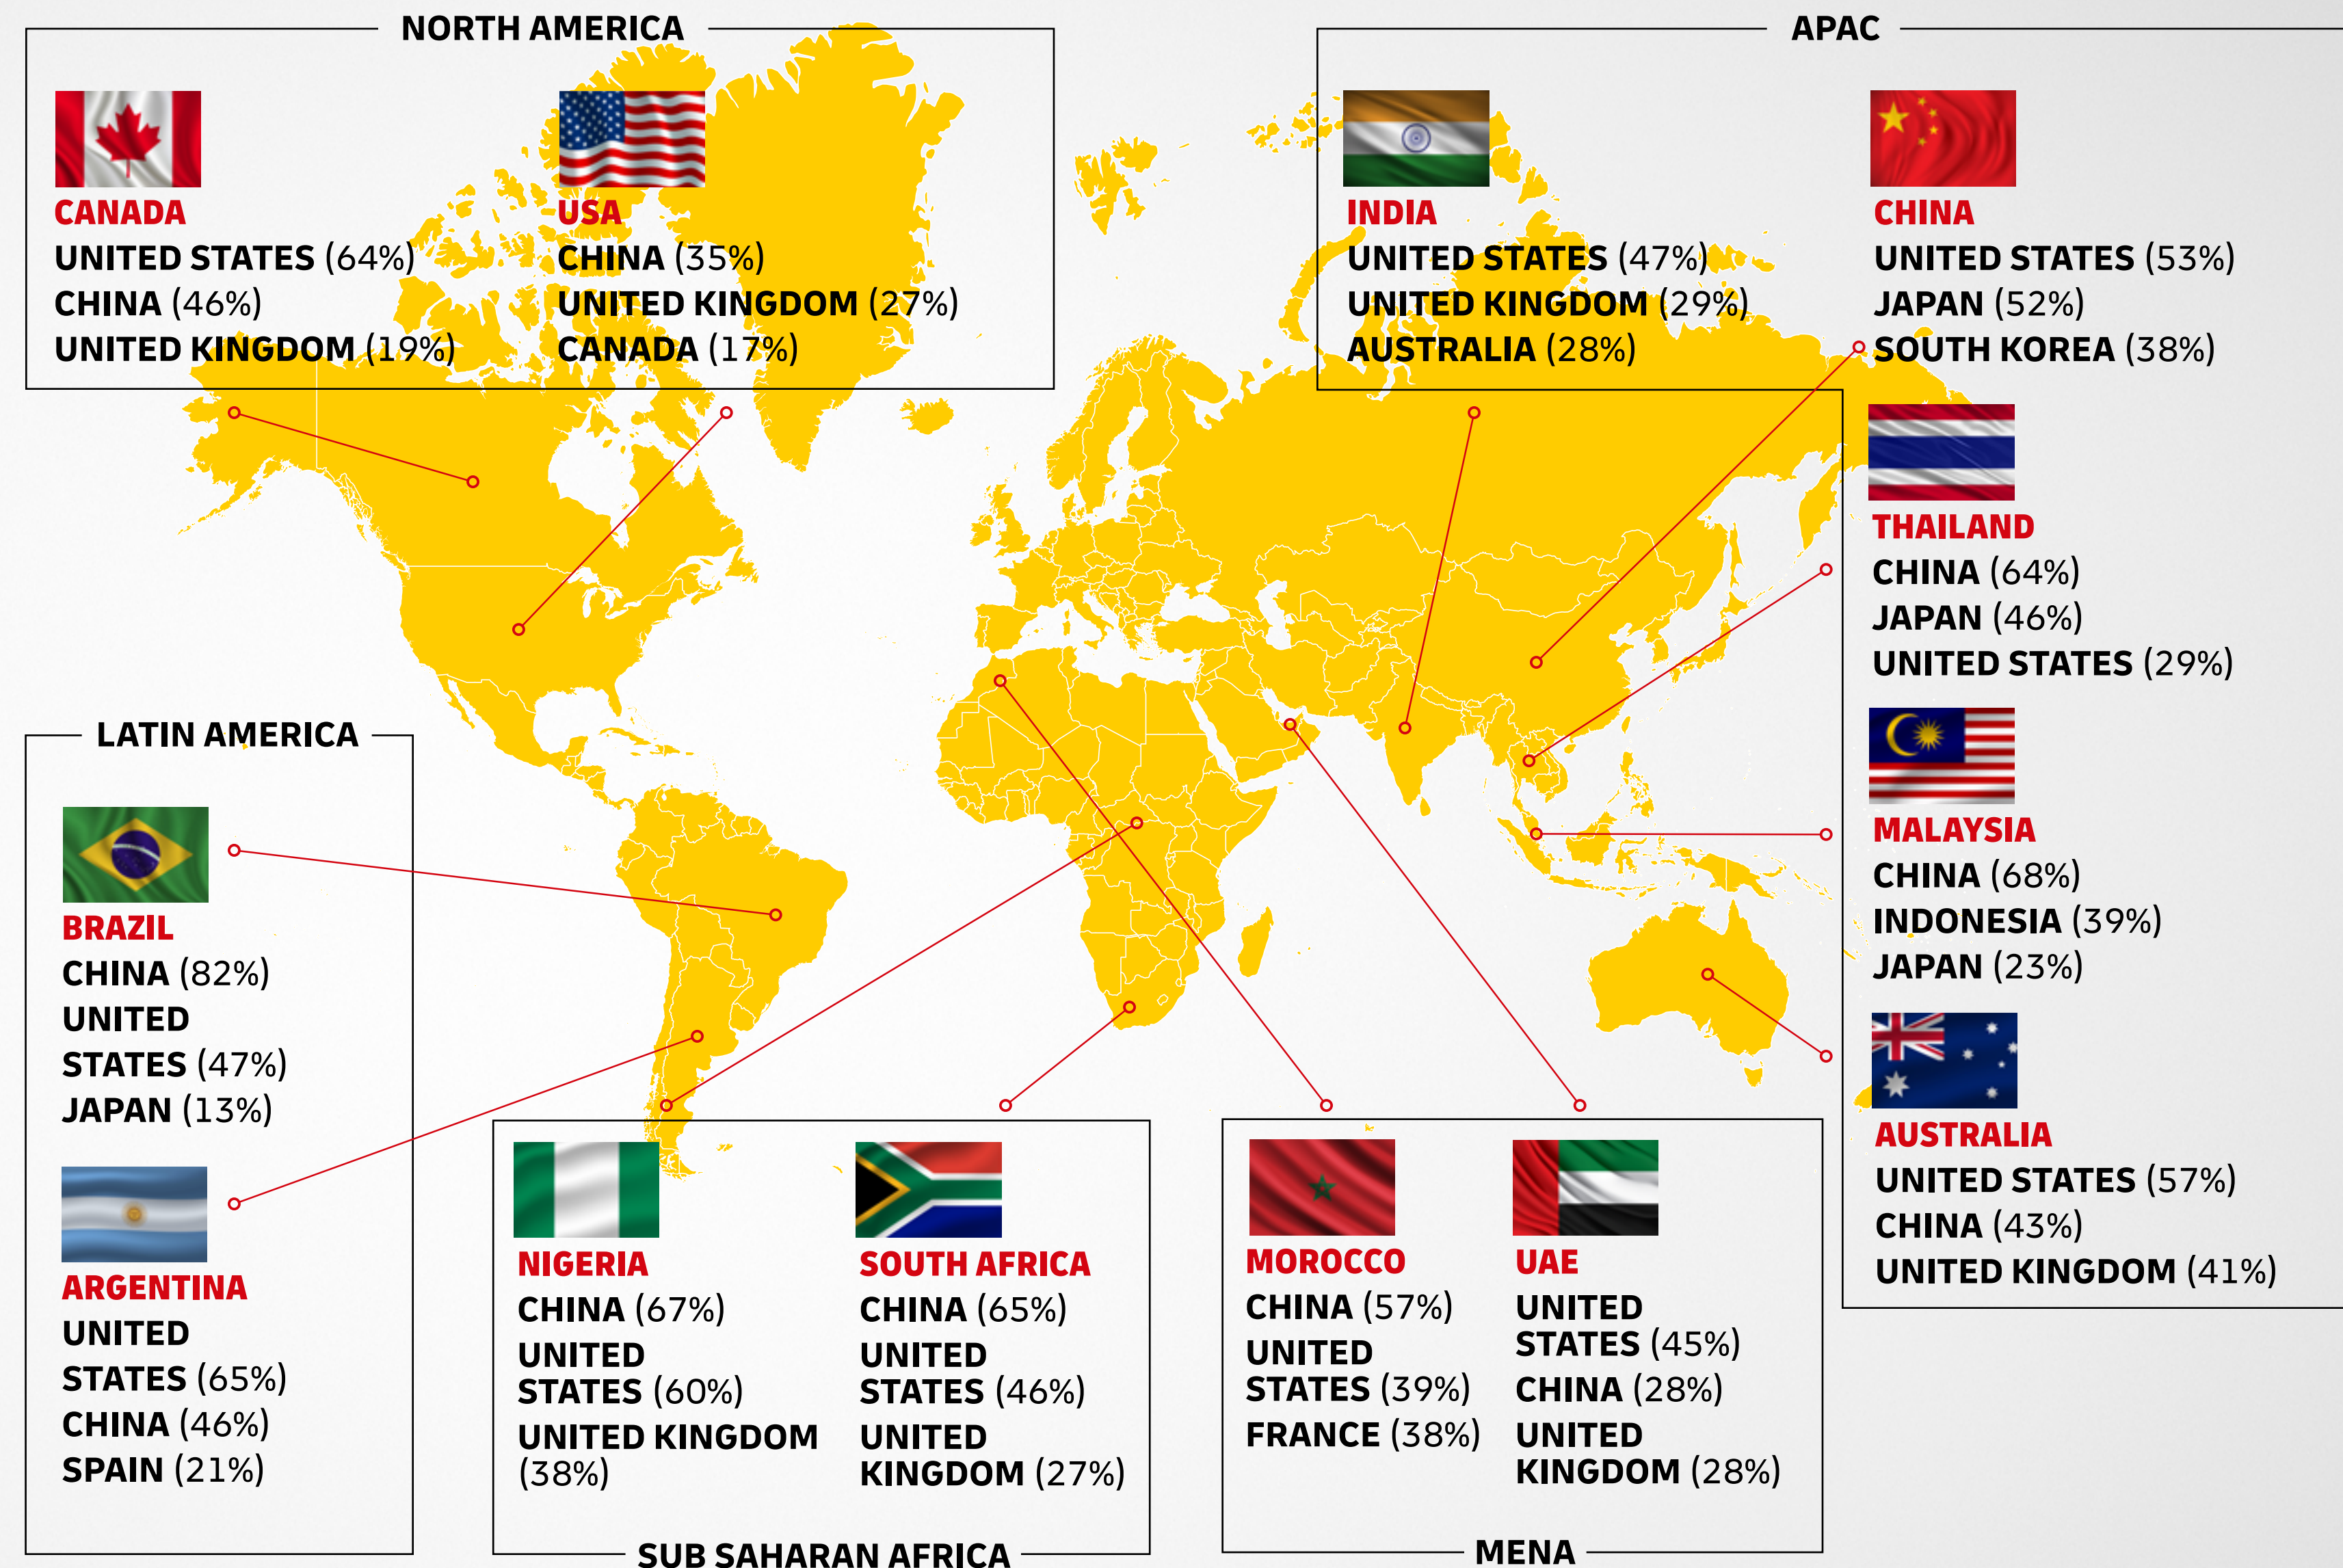 NORTH AMERICA
CANADA
UNITED STATES (64%)
CHINA (46%)
UNITED KINGDOM (19%)
USA
CHINA (35%)
UNITED KINGDOM (27%)
CANADA (17%)
APAC
INDIA
UNITED STATES (47%)
UNITED KINGDOM (29%)
AUSTRALIA (28%)
CHINA
UNITED STATES (53%)
JAPAN (52%)
SOUTH KOREA (38%)
THAILAND
CHINA (64%)
JAPAN (46%)
UNITED STATES (29%)
MALAYSIA
CHINA (68%)
INDONESIA (39%)
JAPAN (23%)
AUSTRALIA
UNITED STATES (57%)
CHINA (43%)
UNITED KINGDOM (41%)
LATIN AMERICA
BRAZIL
CHINA (82%)
UNITED
STATES (47%)
JAPAN (13%)
ARGENTINA
UNITED
STATES (65%)
CHINA (46%)
SPAIN (21%)
NIGERIA
CHINA (67%)
UNITED
STATES (60%)
UNITED KINGDOM
(38%)
SOUTH AFRICA
CHINA (65%)
UNITED
STATES (46%)
UNITED
KINGDOM (27%)
SUB SAHARAN AFRICA
MOROCCO
CHINA (57%)
UNITED
STATES (39%)
FRANCE (38%)
UAE
UNITED
STATES (45%)
CHINA (28%)
UNITED
KINGDOM (28%)
MENA